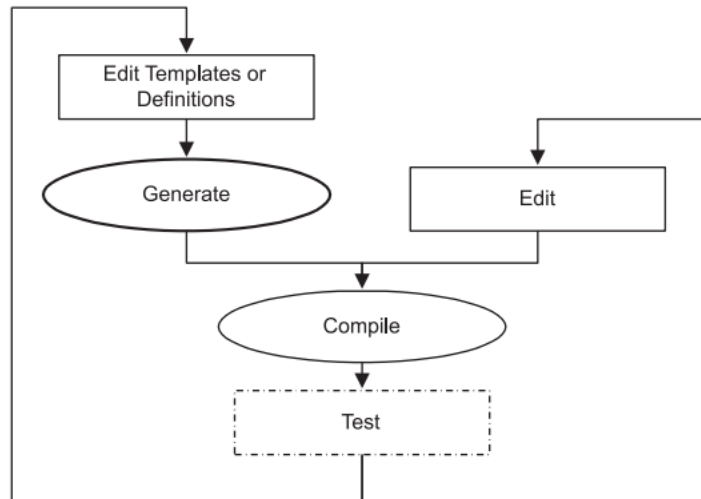 Edit Templates or
Definitions
Generate
Edit
Compile
Test